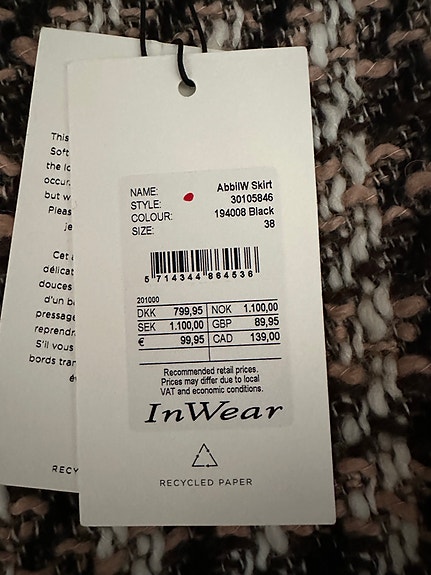 This
Soft
the lo
occur.
but w
Pleas
je
Cet a
délicat
douces
d'un b
pressage
reprendr
S'il vous
bords tran
é
RECY
NAME: AbbiIW Skirt
STYLE: 30105846
COLOUR: 194008 Black
SIZE: 38
5 714344 864536
201000
DKK 799,95 NOK 1.100,00
SEK 1.100,00 GBP 89,95
€ 99,95 CAD 139,00
Recommended retail prices.
Prices may differ due to local
VAT and economic conditions.
InWear
RECYCLED PAPER